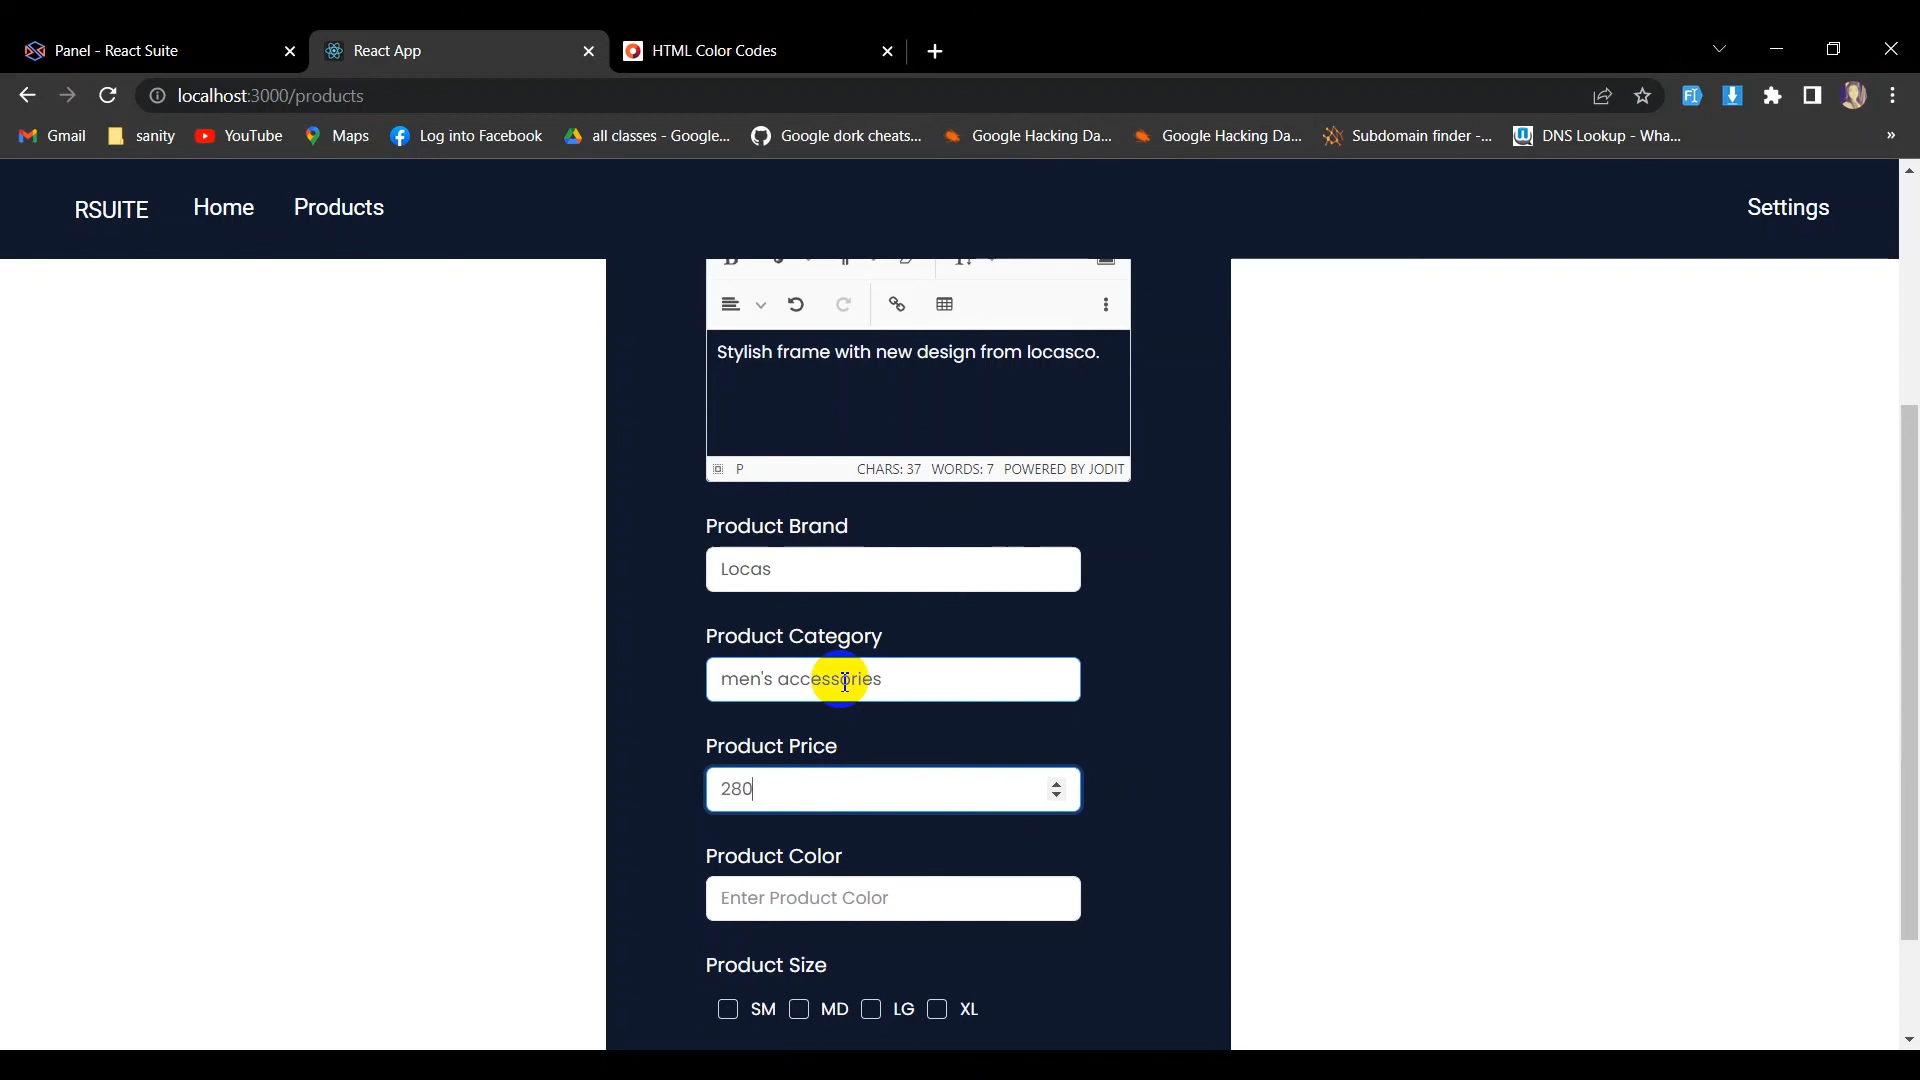 Panel - React Suite
React App
HTML Color Codes
localhost:3000/products
Gmail
sanity
YouTube
Maps
Log into Facebook
all classes - Google...
Google dork cheats...
Google Hacking Da...
Google Hacking Da...
Subdomain finder -...
DNS Lookup - Wha...
»
RSUITE
Home
Products
Settings
Stylish frame with new design from locasco.
P
CHARS: 37 WORDS: 7 POWERED BY JODIT
Product Brand
Locas
Product Category
men's accessories
Product Price
280
Product Color
Enter Product Color
Product Size
SM MD LG XL